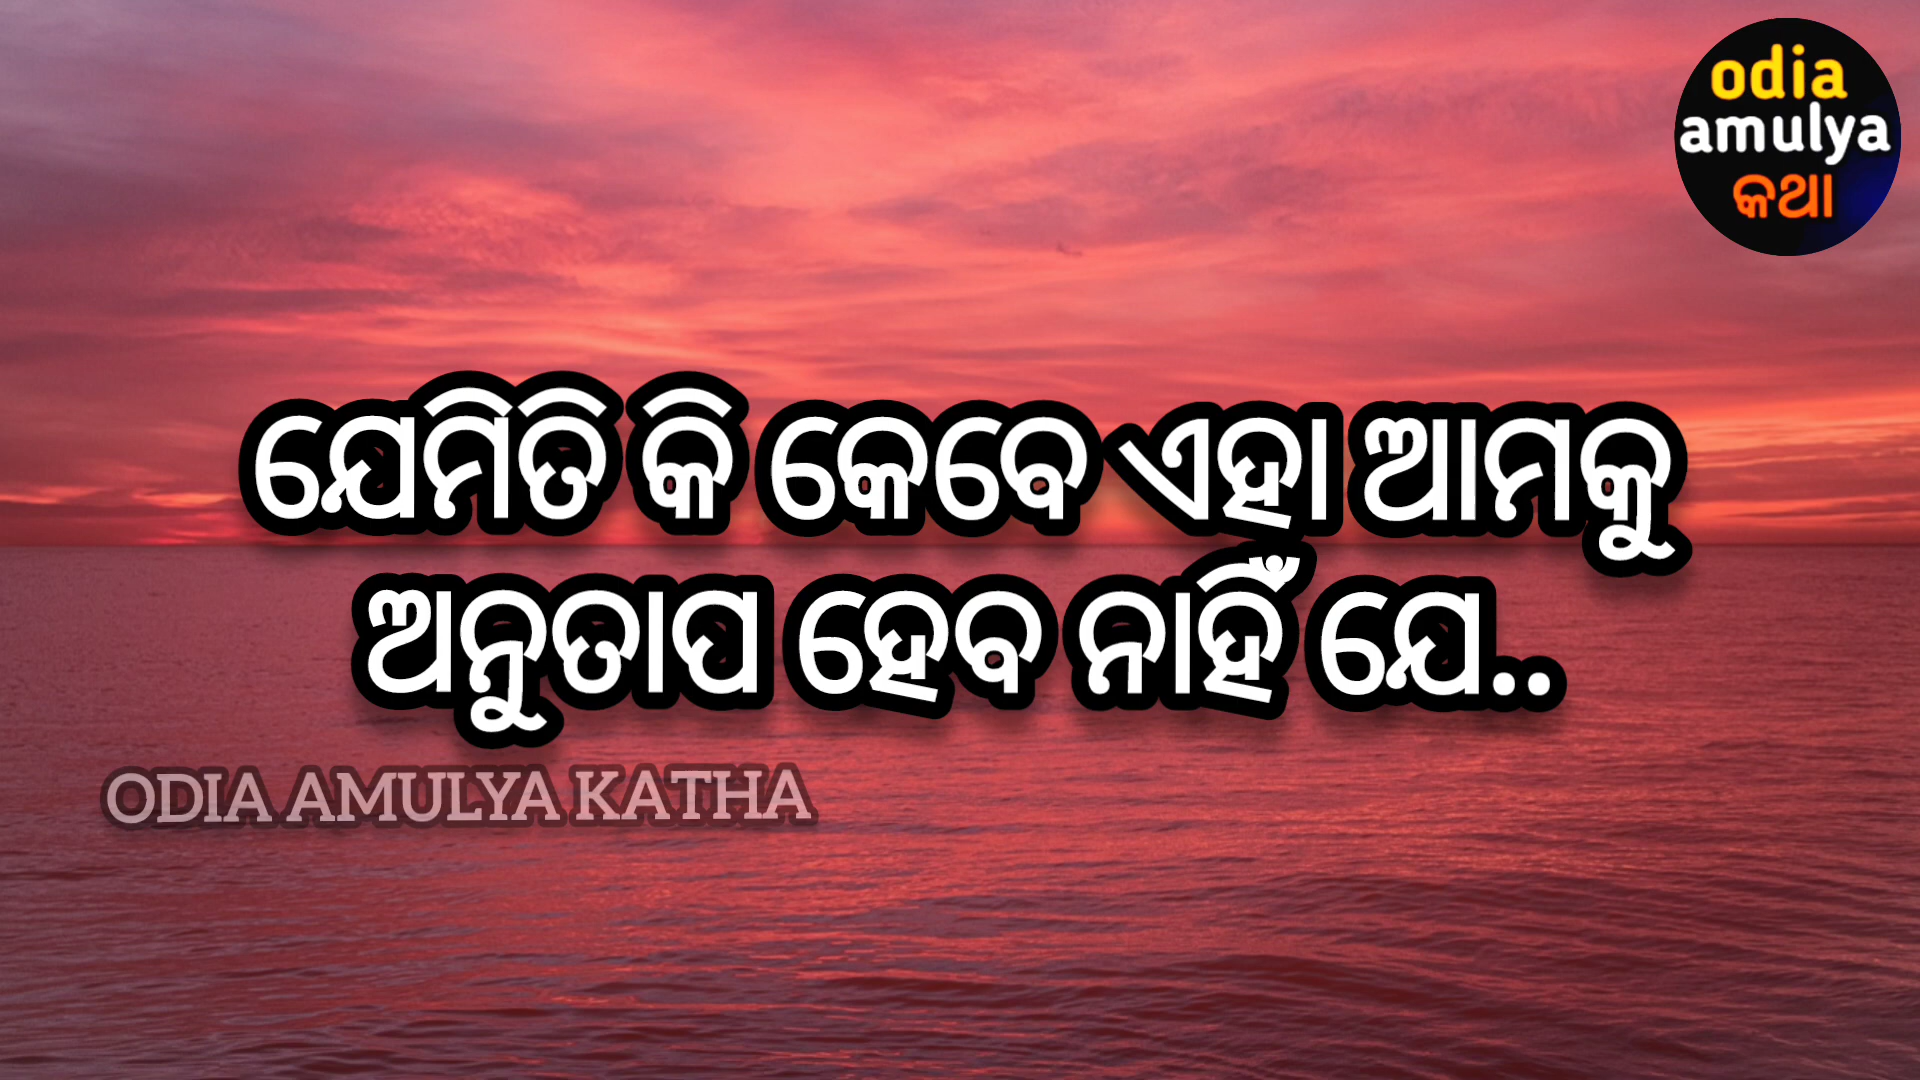 odia
amulya
କଥା
ଯେମିତି କି କେବେ ଏହା ଆମକୁ
ଅନୁତାପ ହେବ ନାହିଁ ଯେ..
ODIA AMULYA KATHA